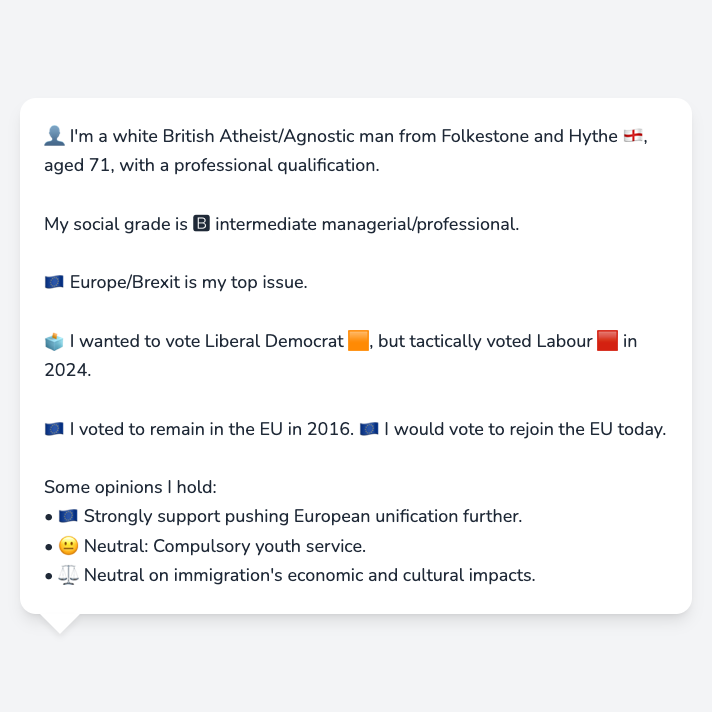 👤 I'm a white British Atheist/Agnostic man from Folkestone and Hythe 🏴󠁧󠁢󠁥󠁮󠁧󠁿,
aged 71, with a professional qualification.
My social grade is 🅱 intermediate managerial/professional.
🇪🇺 Europe/Brexit is my top issue.
🗳️ I wanted to vote Liberal Democrat 🟧, but tactically voted Labour 🟥 in
2024.
🇪🇺 I voted to remain in the EU in 2016. 🇪🇺 I would vote to rejoin the EU today.
Some opinions I hold:
• 🇪🇺 Strongly support pushing European unification further.
• 😐 Neutral: Compulsory youth service.
• ⚖️ Neutral on immigration's economic and cultural impacts.